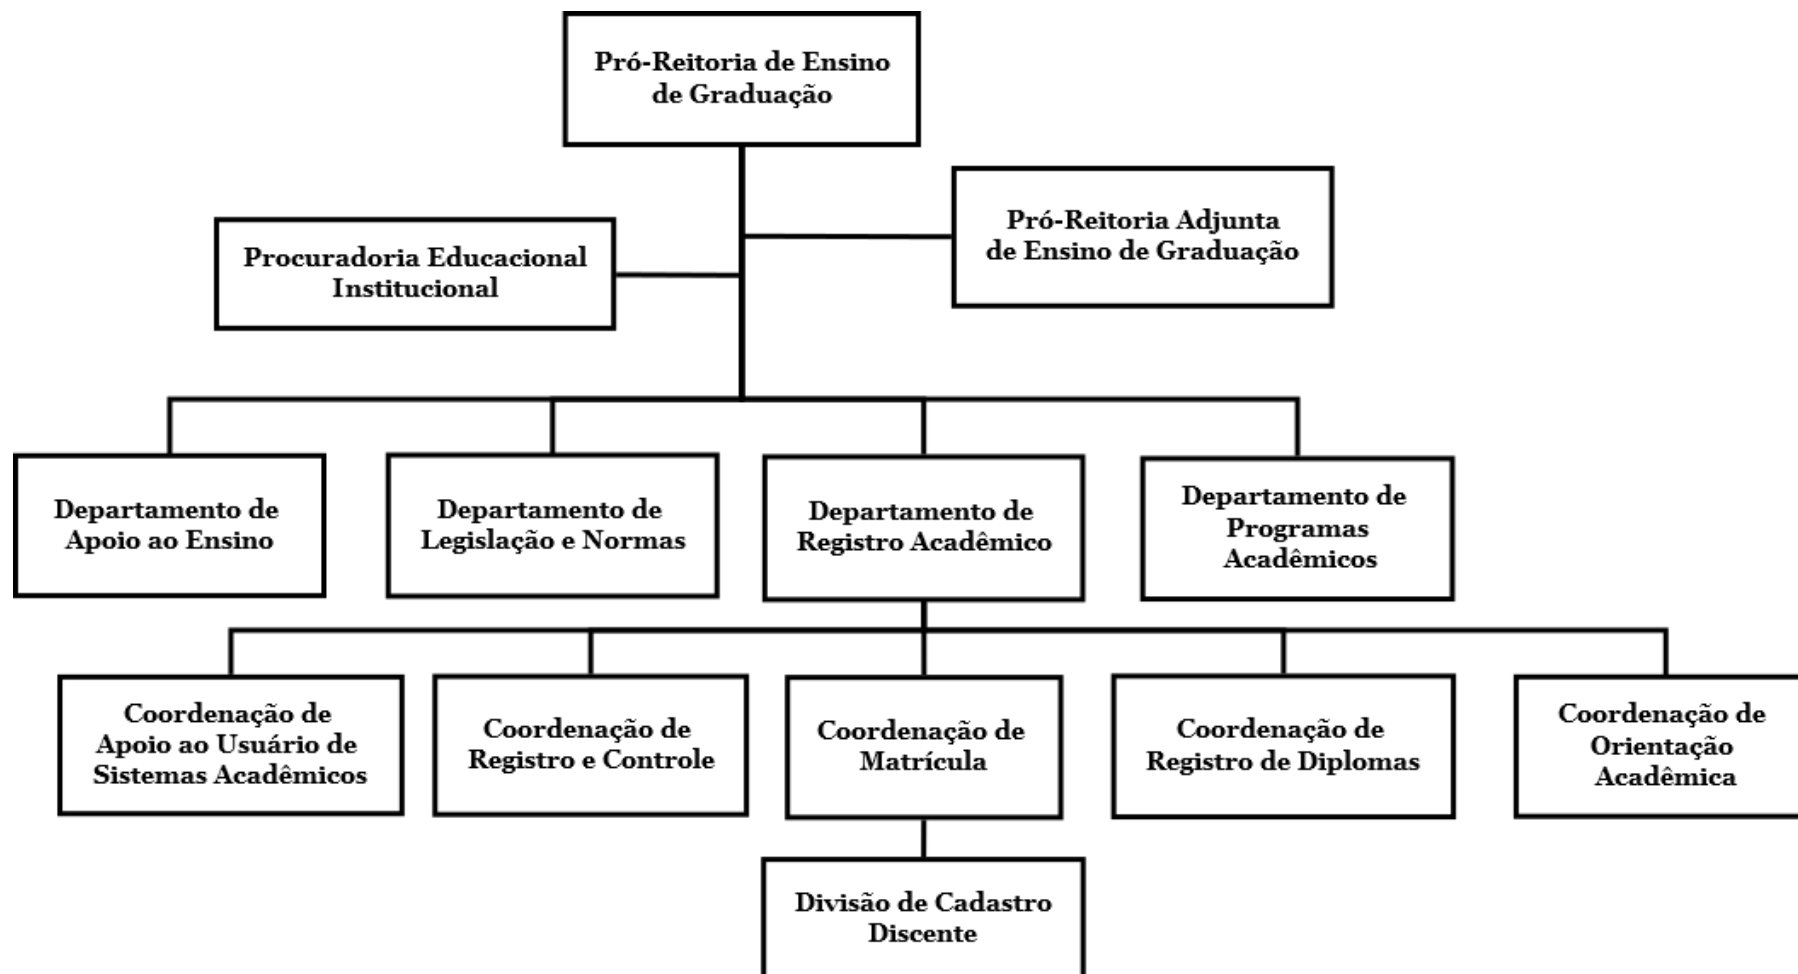 Pró-Reitoria de Ensino
de Graduação
Pró-Reitoria Adjunta
de Ensino de Graduação
Procuradoria Educacional
Institucional
Departamento de
Apoio ao Ensino
Departamento de
Legislação e Normas
Departamento de
Registro Acadêmico
Departamento de
Programas
Acadêmicos
Coordenação de
Apoio ao Usuário de
Sistemas Acadêmicos
Coordenação de
Registro e Controle
Coordenação de
Matrícula
Coordenação de
Registro de Diplomas
Coordenação de
Orientação
Acadêmica
Divisão de Cadastro
Discente